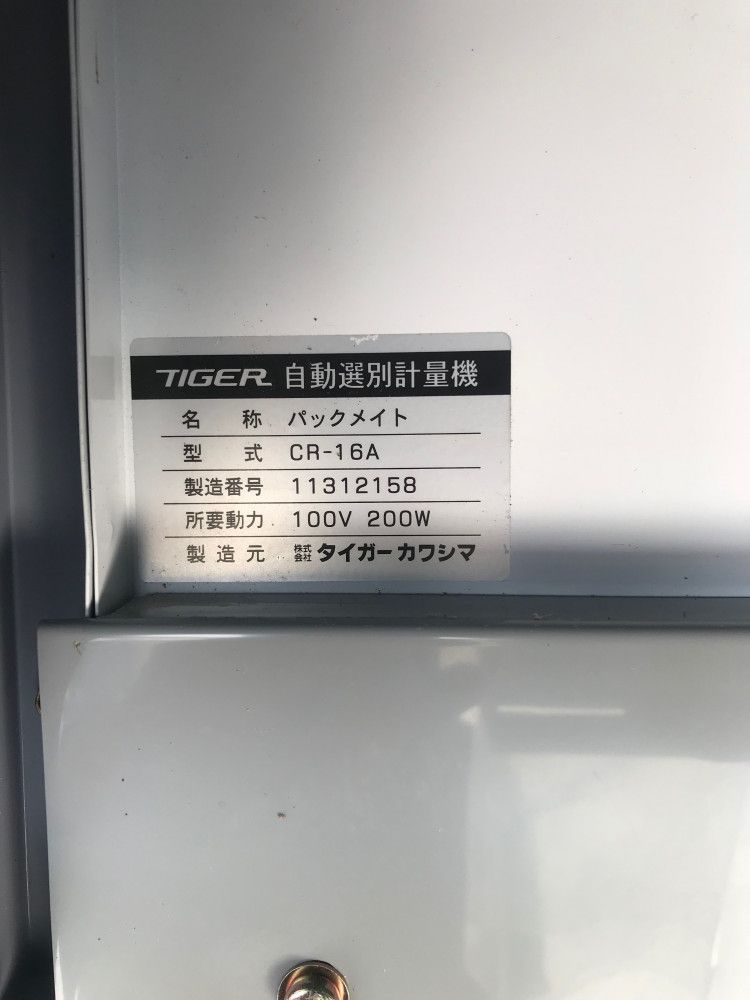 TIGER 自動選別計量機
名称 パックメイト
型式 CR-16A
製造番号 11312158
所要動力 100V 200W
製造元 株式会社 タイガーカワシマ